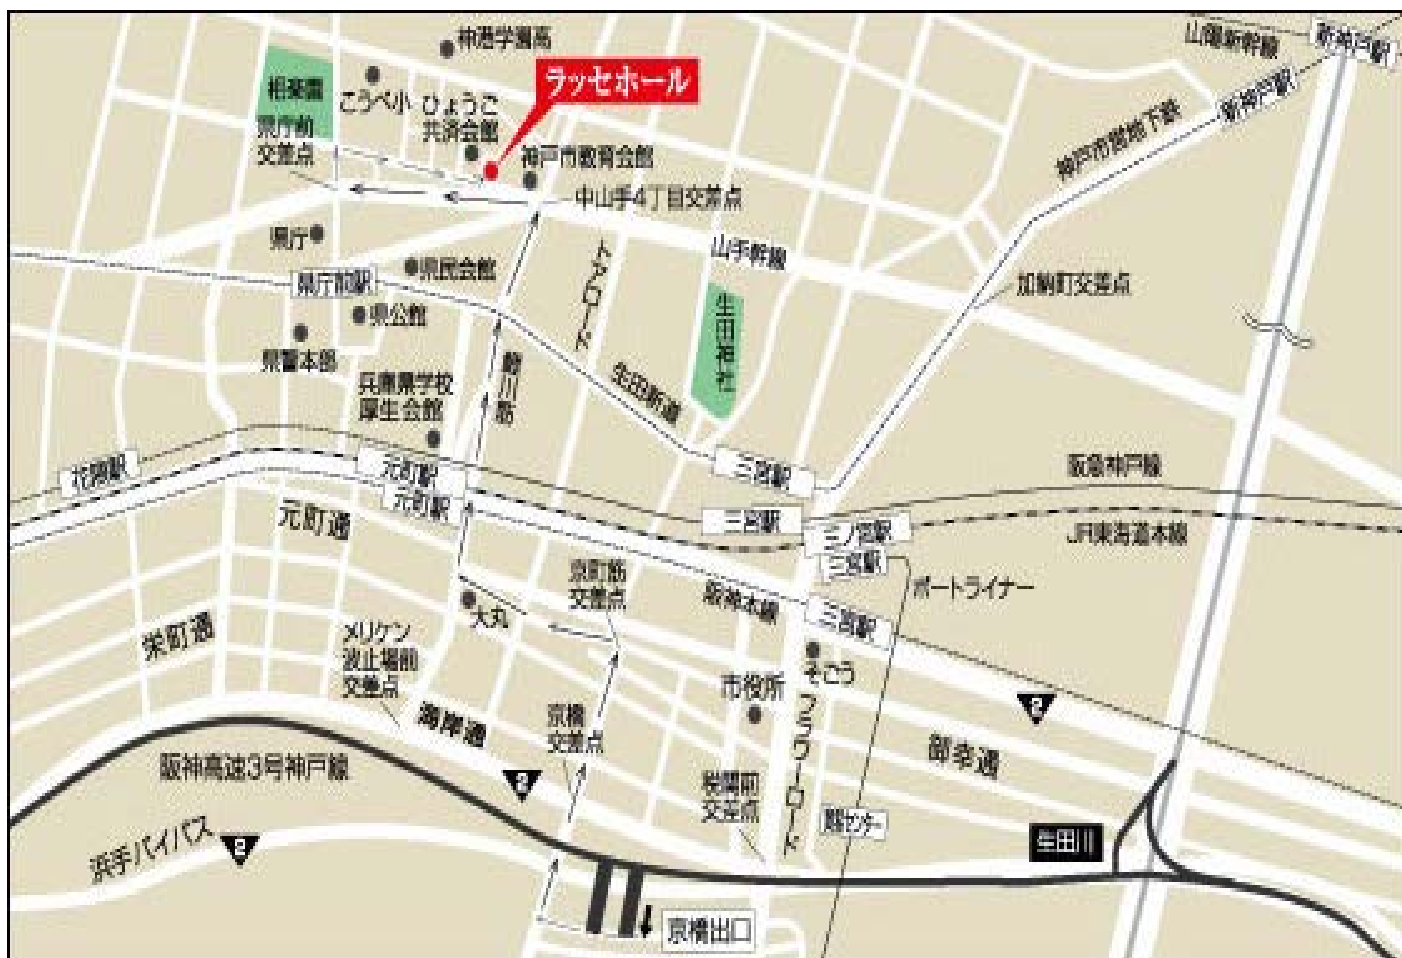 神港学園高
山陽新幹線
新神戸駅
ラッセホール
相楽園
こうべ小
ひょうご
共済会館
新神戸駅
県庁前
交差点
神戸市教育会館
神戸市営地下鉄
中山手4丁目交差点
県庁
県民会館
トアロード
山手幹線
県庁前駅
加納町交差点
県公館
生田神社
県警本部
兵庫県学校
厚生会館
鯉川筋
生田新道
花隈駅
元町駅
元町駅
三宮駅
阪急神戸線
三宮駅
三ノ宮駅
三宮駅
JR東海道本線
元町通
京町筋
交差点
阪神本線
ポートライナー
大丸
三宮駅
栄町通
メリケン
波止場前
交差点
そごう
市役所
2
海岸通
京橋
交差点
フラワーロード
御幸通
阪神高速3号神戸線
2
税関前
交差点
浜手バイパス
2
生田川
京橋出口